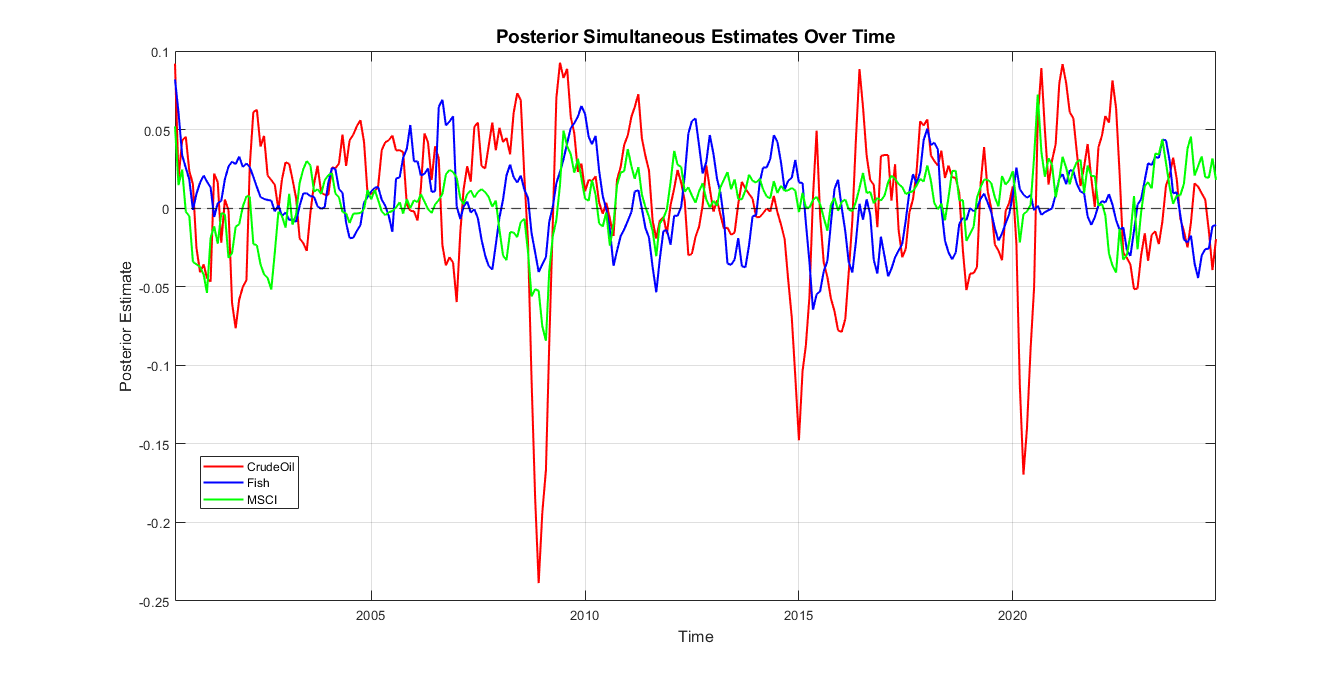 Posterior Simultaneous Estimates Over Time
0.1
0.05
0
-0.05
-0.1
-0.15
-0.2
-0.25
Posterior Estimate
CrudeOil
Fish
MSCI
2005 2010 2015 2020
Time